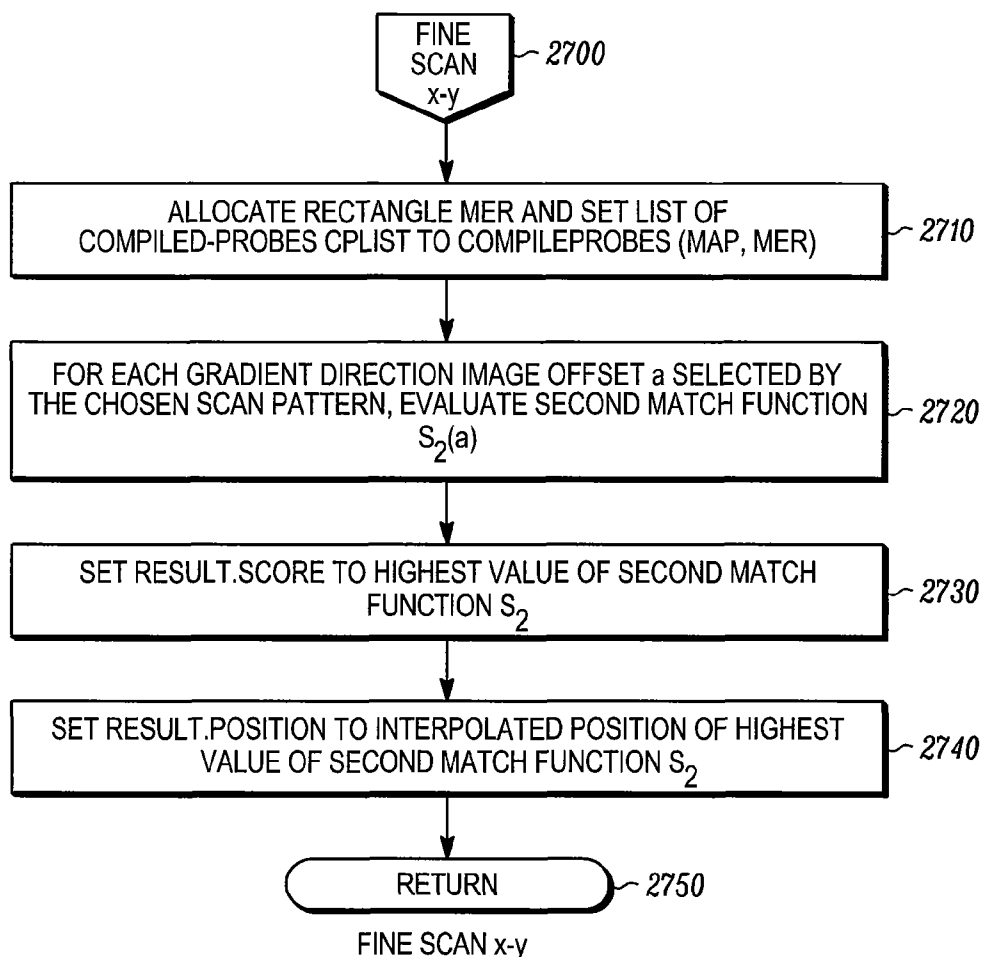 FINE
SCAN
x-y
2700
ALLOCATE RECTANGLE MER AND SET LIST OF
COMPILED-PROBES CPLIST TO COMPILEPROBES (MAP, MER)
2710
FOR EACH GRADIENT DIRECTION IMAGE OFFSET a SELECTED BY
THE CHOSEN SCAN PATTERN, EVALUATE SECOND MATCH FUNCTION
S2(a)
2720
SET RESULT.SCORE TO HIGHEST VALUE OF SECOND MATCH
FUNCTION S2
2730
SET RESULT.POSITION TO INTERPOLATED POSITION OF HIGHEST
VALUE OF SECOND MATCH FUNCTION S2
2740
RETURN
2750
FINE SCAN x-y